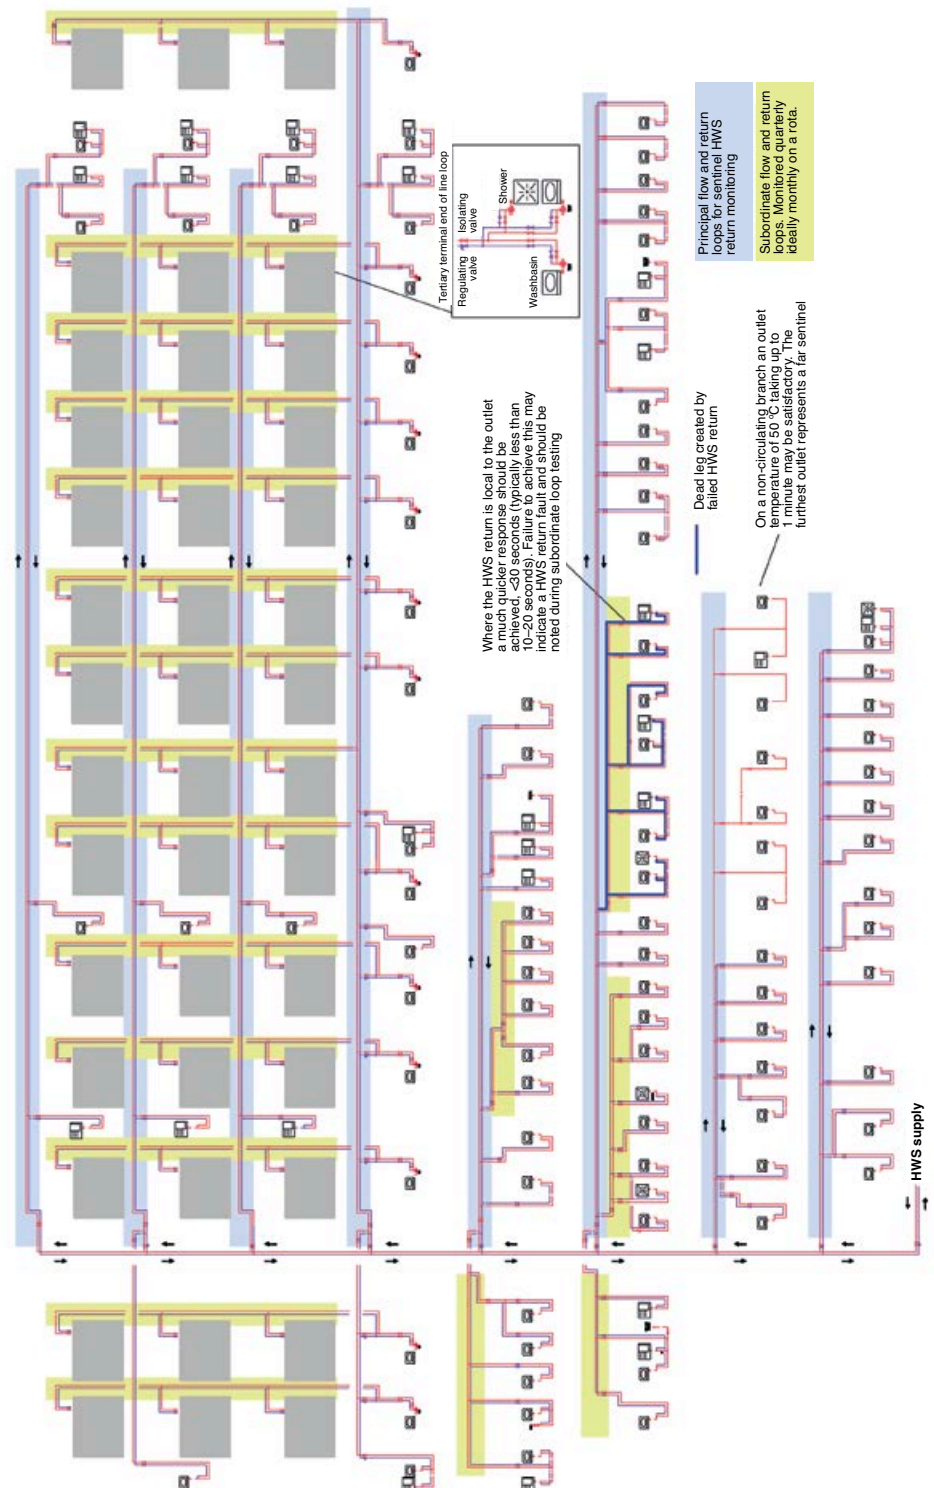 Tertiary terminal end of line loop
Regulating
valve
Isolating
valve
Shower
Washbasin
Principal flow and return
loops for sentinel HWS
return monitoring
Subordinate flow and return
loops. Monitored quarterly
ideally monthly on a rota.
Where the HWS return is local to the outlet
a much quicker response should be
achieved, <30 seconds (typically less than
10–20 seconds). Failure to achieve this may
indicate a HWS return fault and should be
noted during subordinate loop testing
Dead leg created by
failed HWS return
On a non-circulating branch an outlet
temperature of 50 °C taking up to
1 minute may be satisfactory. The
furthest outlet represents a far sentinel
HWS supply